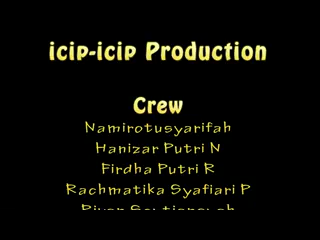 icip-icip Production
Crew
Namirotusyarifah
Hanizar Putri N
Firdha Putri R
Rachmatika Syafiari P